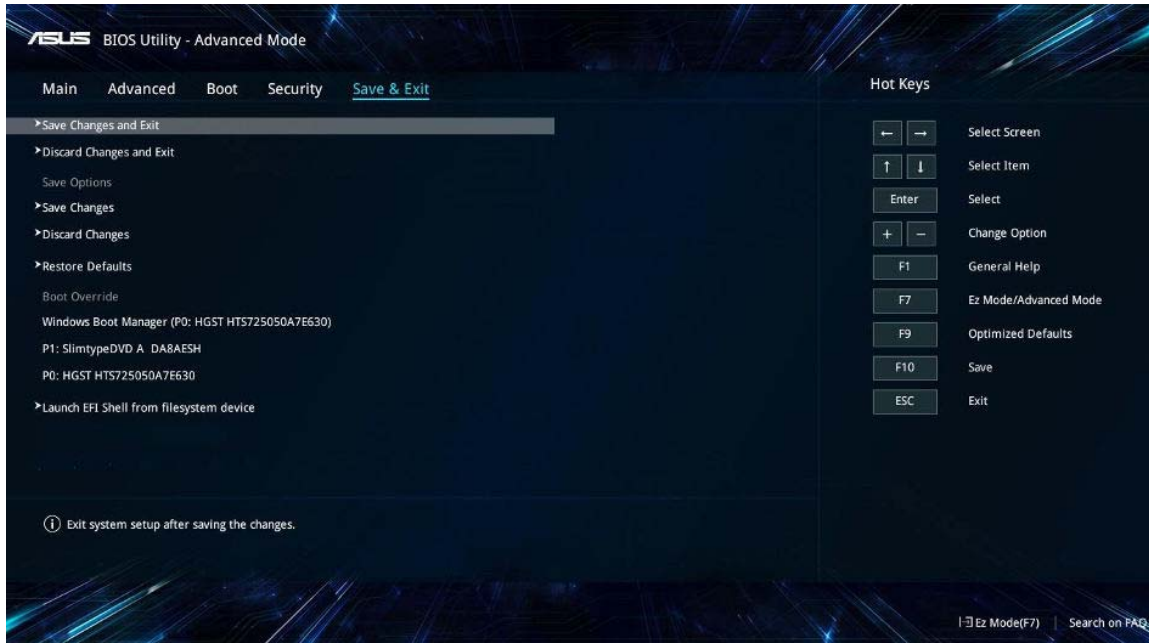 ASUS BIOS Utility - Advanced Mode
Main Advanced Boot Security Save & Exit
Save Changes and Exit
Discard Changes and Exit
Save Options
Save Changes
Discard Changes
Restore Defaults
Boot Override
Windows Boot Manager (P0: HGST HTS725050A7E630)
P1: SlimtypeDVD A DA8AESH
P0: HGST HTS725050A7E630
Launch EFI Shell from filesystem device
Exit system setup after saving the changes.
Hot Keys
← → Select Screen
↑ ↓ Select Item
Enter Select
+ − Change Option
F1 General Help
F7 Ez Mode/Advanced Mode
F9 Optimized Defaults
F10 Save
ESC Exit
Ez Mode(F7) | Search on FAQ